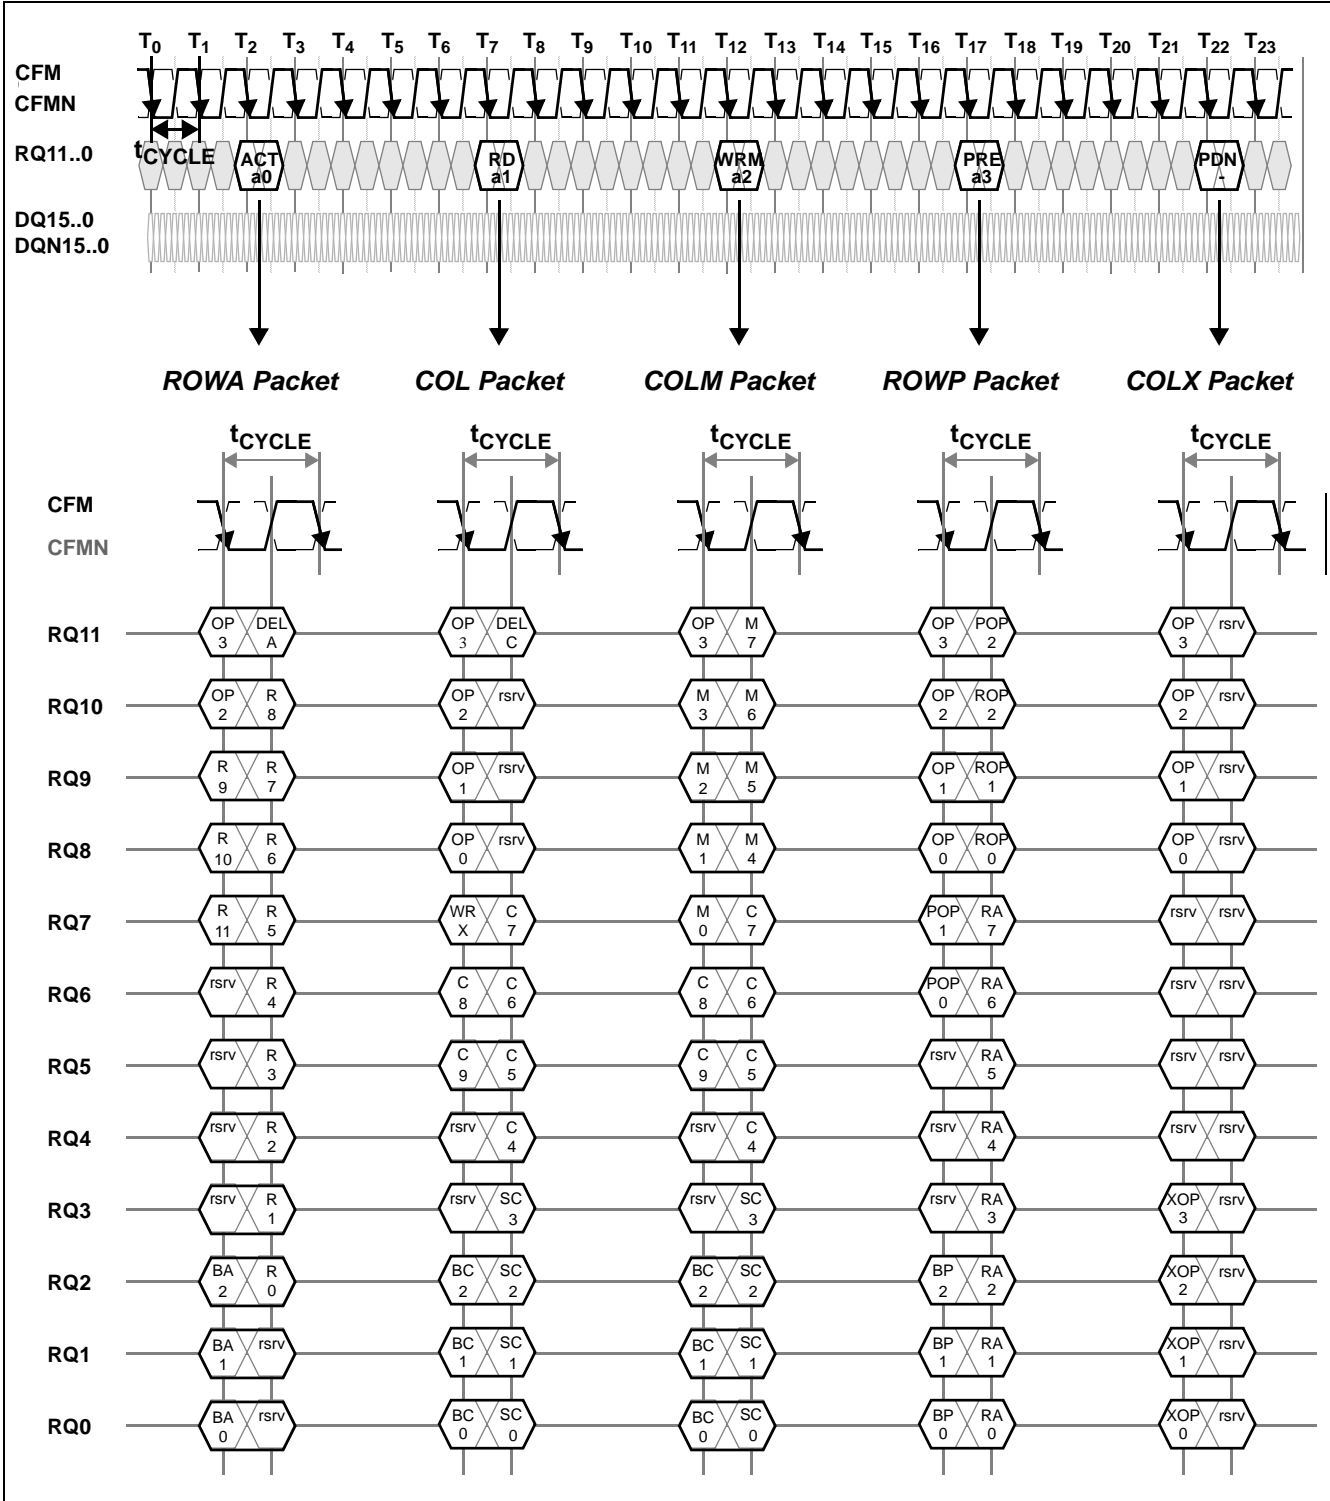 T0 T1 T2 T3 T4 T5 T6 T7 T8 T9 T10 T11 T12 T13 T14 T15 T16 T17 T18 T19 T20 T21 T22 T23
CFM
CFMN
RQ11..0 tCYCLE ACT a0 RD a1 WRM a2 PRE a3 PDN -
DQ15..0
DQN15..0
ROWA Packet COL Packet COLM Packet ROWP Packet COLX Packet
tCYCLE tCYCLE tCYCLE tCYCLE tCYCLE
CFM
CFMN
RQ11 OP 3 DEL A OP 3 DEL C OP 3 M 7 OP 3 POP 2 OP 3 rsrv
RQ10 OP 2 R 8 OP 2 rsrv M 3 M 6 OP 2 ROP 2 OP 2 rsrv
RQ9 R 9 R 7 OP 1 rsrv M 2 M 5 OP 1 ROP 1 OP 1 rsrv
RQ8 R 10 R 6 OP 0 rsrv M 1 M 4 OP 0 ROP 0 OP 0 rsrv
RQ7 R 11 R 5 WR X C 7 M 0 C 7 POP 1 RA 7 rsrv rsrv
RQ6 rsrv R 4 C 8 C 6 C 8 C 6 POP 0 RA 6 rsrv rsrv
RQ5 rsrv R 3 C 9 C 5 C 9 C 5 rsrv RA 5 rsrv rsrv
RQ4 rsrv R 2 rsrv C 4 rsrv C 4 rsrv RA 4 rsrv rsrv
RQ3 rsrv R 1 rsrv SC 3 rsrv SC 3 rsrv RA 3 XOP 3 rsrv
RQ2 BA 2 R 0 BC 2 SC 2 BC 2 SC 2 BP 2 RA 2 XOP 2 rsrv
RQ1 BA 1 rsrv BC 1 SC 1 BC 1 SC 1 BP 1 RA 1 XOP 1 rsrv
RQ0 BA 0 rsrv BC 0 SC 0 BC 0 SC 0 BP 0 RA 0 XOP 0 rsrv